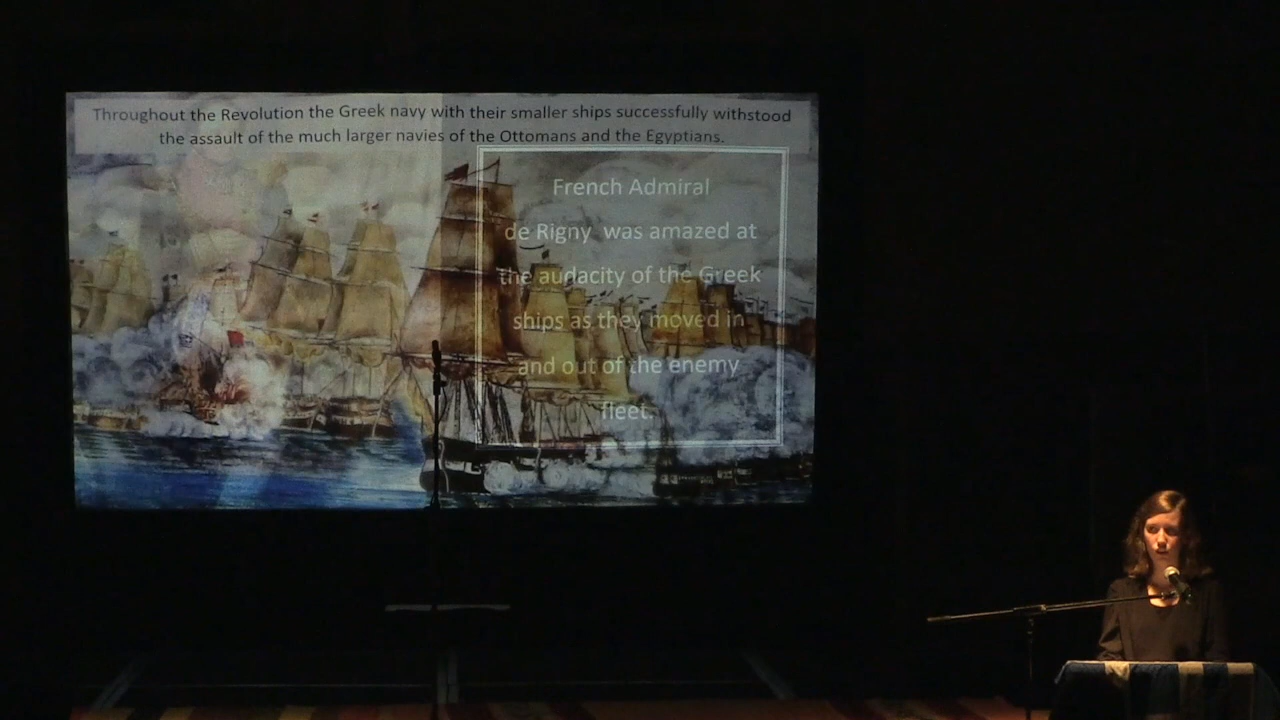 Throughout the Revolution the Greek navy with their smaller ships successfully withstood
the assault of the much larger navies of the Ottomans and the Egyptians.
French Admiral
de Rigny was amazed at
the audacity of the Greek
ships as they moved in
and out of the enemy
fleet.